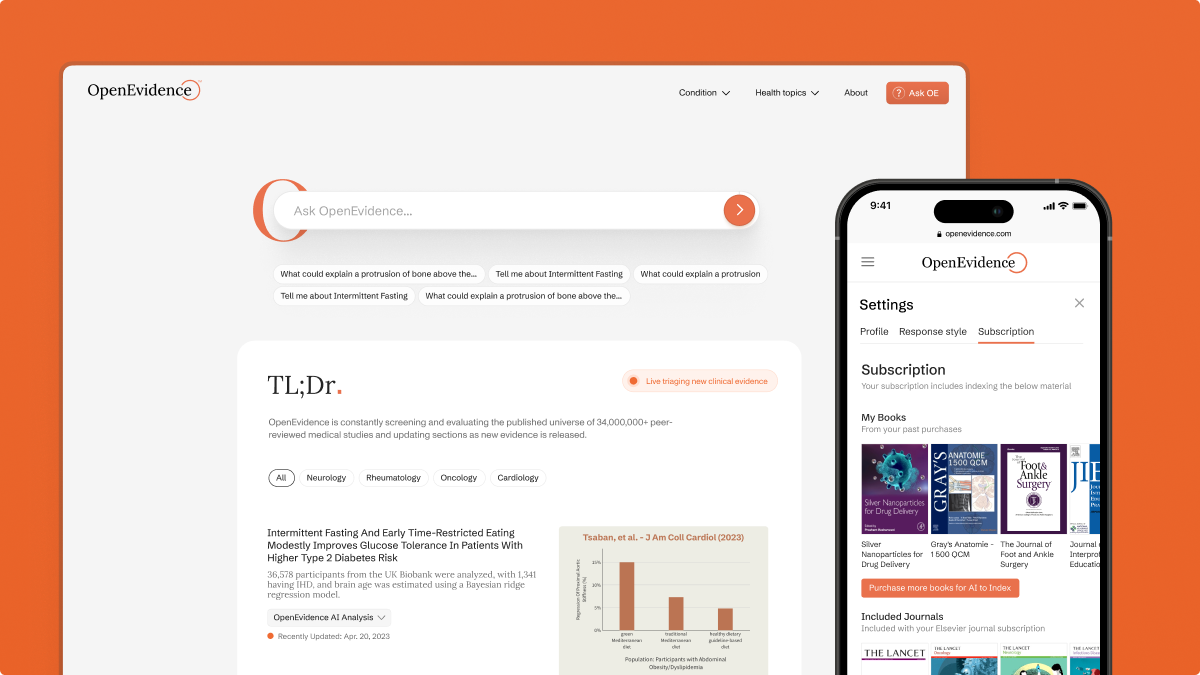 OpenEvidence
Condition
Health topics
About
? Ask OE
Ask OpenEvidence...
What could explain a protrusion of bone above the...
Tell me about Intermittent Fasting
What could explain a protrusion
Tell me about Intermittent Fasting
What could explain a protrusion of bone above the...
TL;Dr.
Live triaging new clinical evidence
OpenEvidence is constantly screening and evaluating the published universe of 34,000,000+ peer-
reviewed medical studies and updating sections as new evidence is released.
All
Neurology
Rheumatology
Oncology
Cardiology
Intermittent Fasting And Early Time-Restricted Eating
Modestly Improves Glucose Tolerance In Patients With
Higher Type 2 Diabetes Risk
36,578 participants from the UK Biobank were analyzed, with 1,341
having IHD, and brain age was estimated using a Bayesian ridge
regression model.
OpenEvidence AI Analysis
Recently Updated: Apr. 20, 2023
Tsaban, et al. - J Am Coll Cardiol (2023)
Regression Of Proximal Aortic
Stiffness (%)
15%
10%
5%
0%
green
Mediterranean
diet
traditional
Mediterranean
diet
healthy dietary
guideline-based
diet
Population: Participants with Abdominal
Obesity/Dyslipidemia
9:41
openevidence.com
OpenEvidence
Settings
Profile
Response style
Subscription
Subscription
Your subscription includes indexing the below material
My Books
From your past purchases
Silver Nanoparticles
for Drug Delivery
GRAY'S
ANATOMIE
1 500 QCM
Foot&
Ankle
Surgery
Silver
Nanoparticles for
Drug Delivery
Gray's Anatomie -
1 500 QCM
The Journal of
Foot and Ankle
Surgery
Journal
Interprof
Educatio
Purchase more books for AI to Index
Included Journals
Included with your Elsevier journal subscription
THE LANCET
THE LANCET
Oncology
THE LANCET
Neurology
THE LANCET